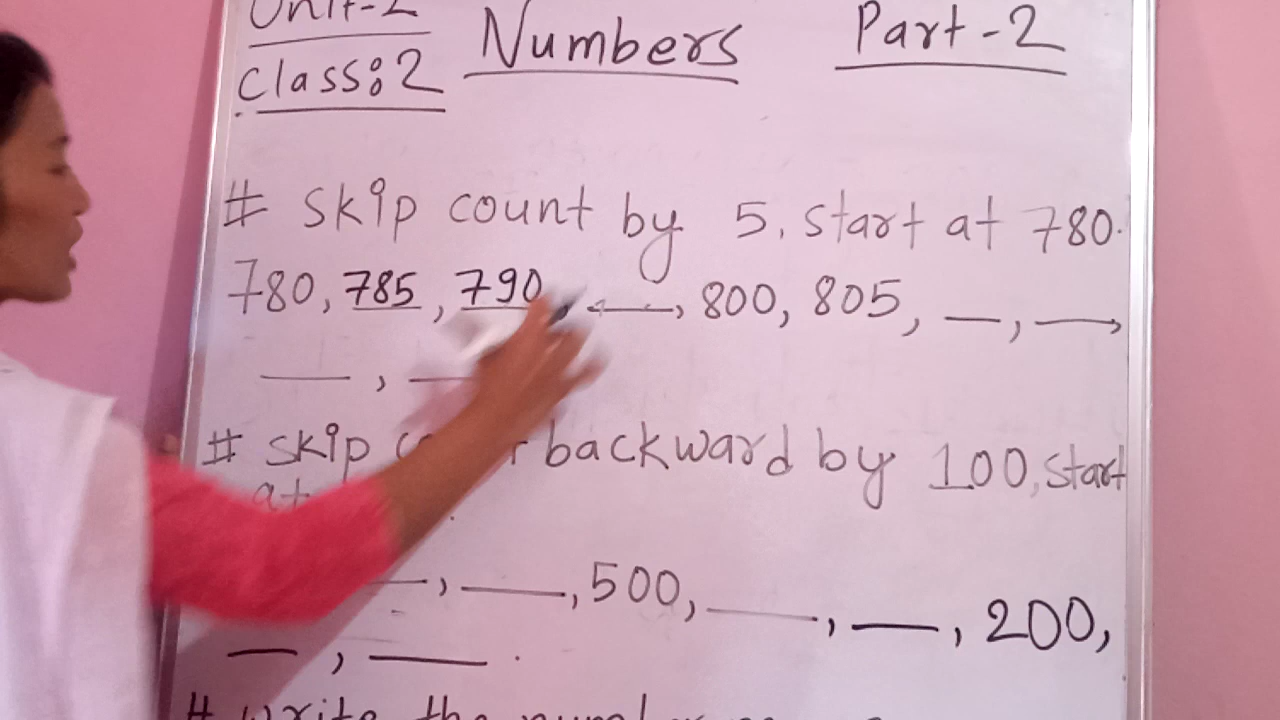 Unit-2
Class:2 Numbers Part-2
# Skip count by 5, start at 780.
780, 785, 790, ___, 800, 805, ___, ___,
___, ___
# Skip backward by 100, start
at
___, ___, 500, ___, ___, 200,
___, ___.
# Write the